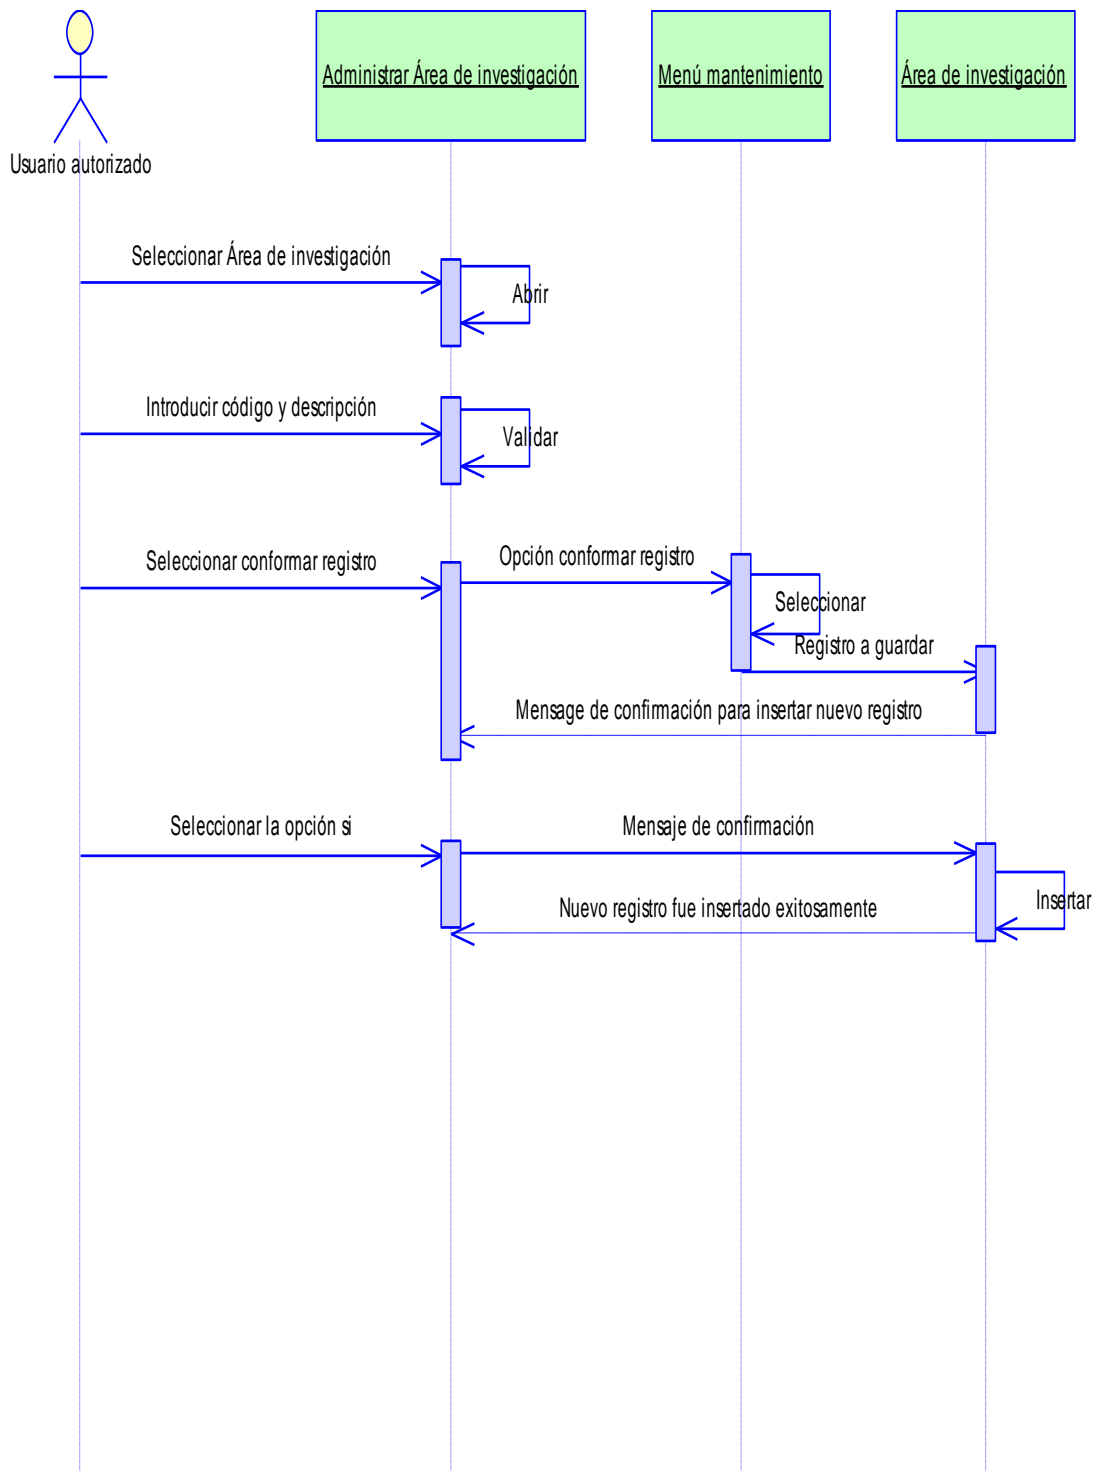 Administrar Área de investigación
Menú mantenimiento
Área de investigación
Usuario autorizado
Seleccionar Área de investigación
Abrir
Introducir código y descripción
Validar
Seleccionar conformar registro
Opción conformar registro
Seleccionar
Registro a guardar
Mensage de confirmación para insertar nuevo registro
Seleccionar la opción si
Mensaje de confirmación
Insertar
Nuevo registro fue insertado exitosamente